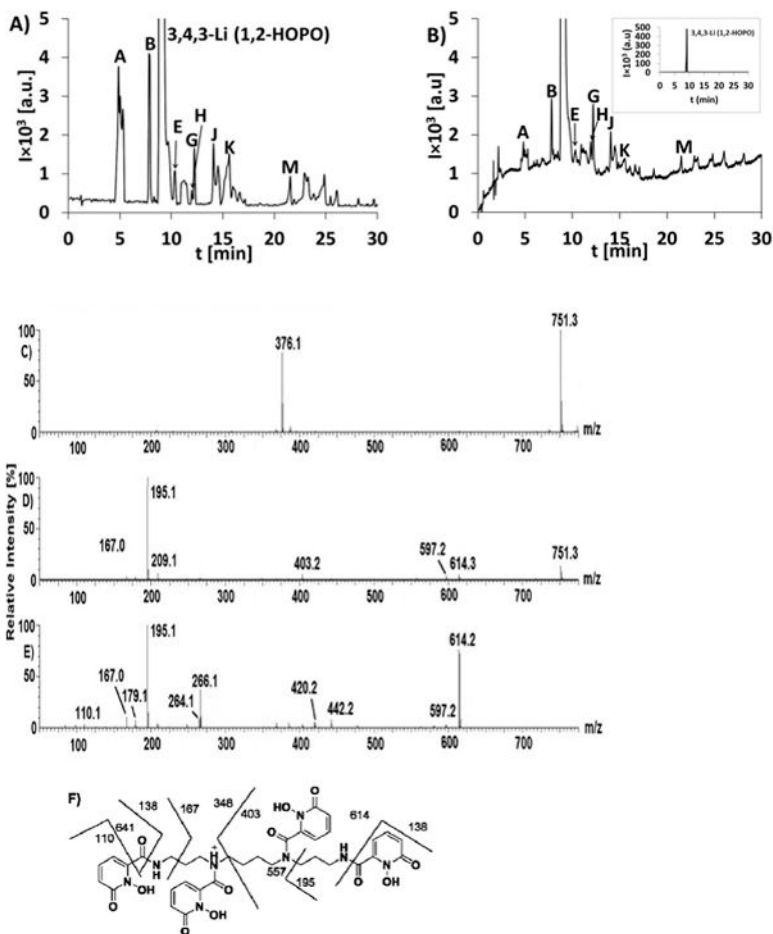 A) 3,4,3-Li (1,2-HOPO)
5
4
3
2
1
0
I×10³ [a.u.]
A B E G H J K M
0 5 10 15 20 25 30
t [min]
B)
5
4
3
2
1
0
I×10³ [a.u.]
A B E G H J K M
0 5 10 15 20 25 30
t [min]
500
400
300
200
100
0
I×10³ (a.u)
3,4,3-Li (1,2-HOPO)
0 5 10 15 20 25 30
t (min)
Relative Intensity [%]
C)
100
50
0
376.1 751.3
100 200 300 400 500 600 700 m/z
D)
100
50
0
195.1 167.0 209.1 403.2 597.2 614.3 751.3
100 200 300 400 500 600 700 m/z
E)
100
50
0
195.1 167.0 179.1 110.1 264.1 266.1 420.2 442.2 597.2 614.2
100 200 300 400 500 600 700 m/z
F)
110 641 138 167 348 403 557 195 614 138
O N H N-OH O
H + N O N-OH O
HO-N O O N
N H O N OH O